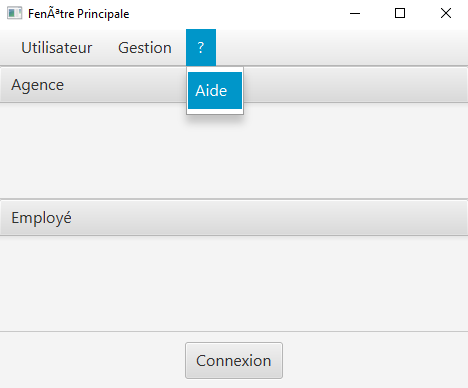 FenÃªtre Principale
Utilisateur Gestion ?
Agence
Aide
Employé
Connexion